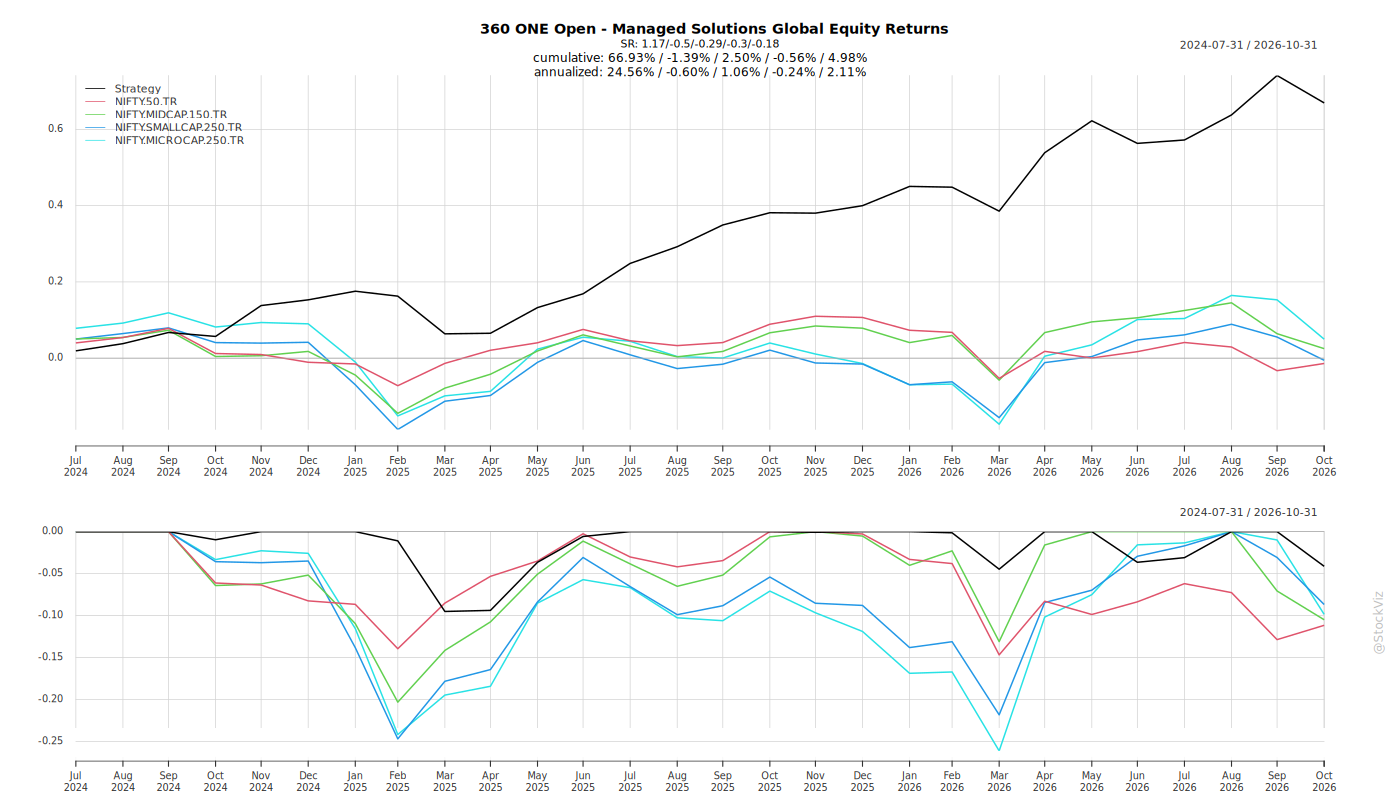 360 ONE Open - Managed Solutions Global Equity Returns
SR: 1.17/-0.5/-0.29/-0.3/-0.18
cumulative: 66.93% / -1.39% / 2.50% / -0.56% / 4.98%
annualized: 24.56% / -0.60% / 1.06% / -0.24% / 2.11%
2024-07-31 / 2026-10-31
Strategy
NIFTY.50.TR
NIFTY.MIDCAP.150.TR
NIFTY.SMALLCAP.250.TR
NIFTY.MICROCAP.250.TR
0.6
0.4
0.2
0.0
Jul Aug Sep Oct Nov Dec Jan Feb Mar Apr May Jun Jul Aug Sep Oct Nov Dec Jan Feb Mar Apr May Jun Jul Aug Sep Oct
2024 2024 2024 2024 2024 2024 2025 2025 2025 2025 2025 2025 2025 2025 2025 2025 2025 2025 2026 2026 2026 2026 2026 2026 2026 2026 2026 2026
2024-07-31 / 2026-10-31
0.00
-0.05
-0.10
-0.15
-0.20
-0.25
Jul Aug Sep Oct Nov Dec Jan Feb Mar Apr May Jun Jul Aug Sep Oct Nov Dec Jan Feb Mar Apr May Jun Jul Aug Sep Oct
2024 2024 2024 2024 2024 2024 2025 2025 2025 2025 2025 2025 2025 2025 2025 2025 2025 2025 2026 2026 2026 2026 2026 2026 2026 2026 2026 2026
@StockViz